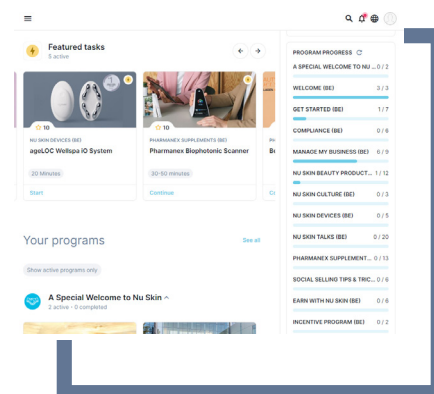 Featured tasks
5 active
10
NU SKIN DEVICES (BE)
ageLOC Wellspa iO System
20 Minutes
Start
10
PHARMANEX SUPPLEMENTS (BE)
Pharmanex Biophotonic Scanner
30-50 minutes
Continue
Your programs
See all
Show active programs only
A Special Welcome to Nu Skin
2 active - 0 completed
PROGRAM PROGRESS
A SPECIAL WELCOME TO NU ... 0 / 2
WELCOME (BE) 3 / 3
GET STARTED (BE) 1 / 7
COMPLIANCE (BE) 0 / 6
MANAGE MY BUSINESS (BE) 6 / 9
NU SKIN BEAUTY PRODUCT... 1 / 12
NU SKIN CULTURE (BE) 0 / 3
NU SKIN DEVICES (BE) 0 / 5
NU SKIN TALKS (BE) 0 / 20
PHARMANEX SUPPLEMENT... 0 / 13
SOCIAL SELLING TIPS & TRIC... 0 / 6
EARN WITH NU SKIN (BE) 0 / 6
INCENTIVE PROGRAM (BE) 0 / 2